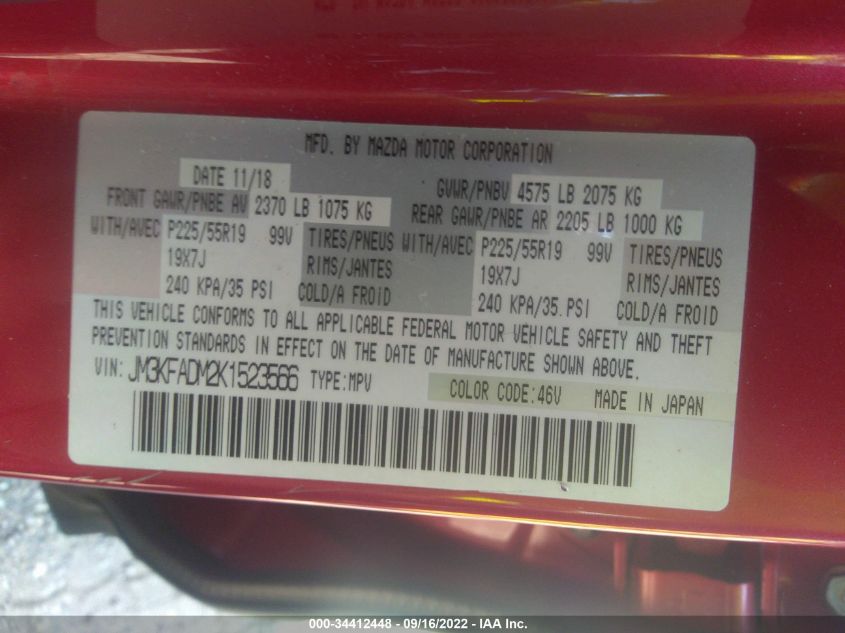 MFD. BY MAZDA MOTOR CORPORATION
DATE 11/18 GVWR/PNBV 4575 LB 2075 KG
FRONT GAWR/PNBE AV 2370 LB 1075 KG REAR GAWR/PNBE AR 2205 LB 1000 KG
WITH/AVEC P225/55R19 99V TIRES/PNEUS WITH/AVEC P225/55R19 99V TIRES/PNEUS
19X7J RIMS/JANTES 19X7J RIMS/JANTES
240 KPA/35 PSI COLD/A FROID 240 KPA/35 PSI COLD/A FROID
THIS VEHICLE CONFORMS TO ALL APPLICABLE FEDERAL MOTOR VEHICLE SAFETY AND THEFT
PREVENTION STANDARDS IN EFFECT ON THE DATE OF MANUFACTURE SHOWN ABOVE.
VIN: JM3KFADM2K1523566 TYPE:MPV COLOR CODE:46V MADE IN JAPAN
000-34412448 - 09/16/2022 - IAA Inc.